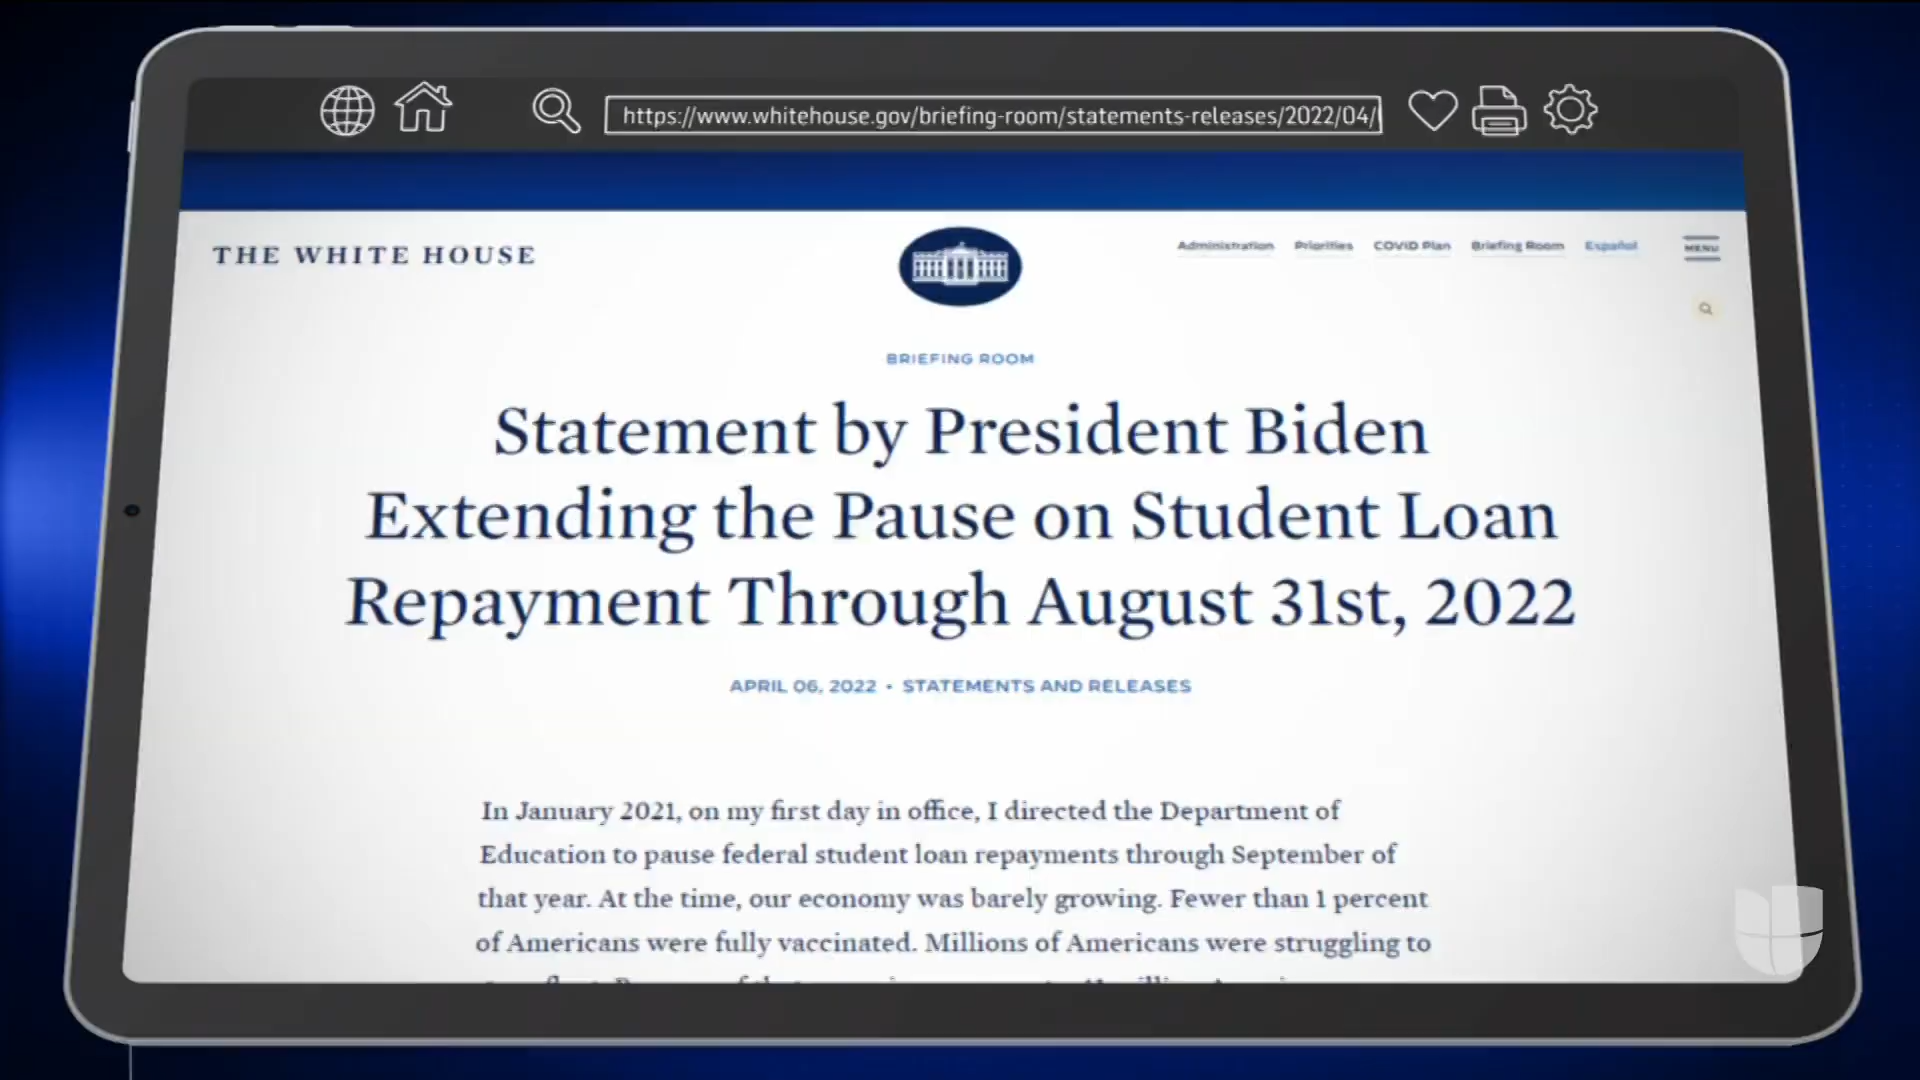 https://www.whitehouse.gov/briefing-room/statements-releases/2022/04/
THE WHITE HOUSE
Administration Priorities COVID Plan Briefing Room Español MENU
BRIEFING ROOM
Statement by President Biden
Extending the Pause on Student Loan
Repayment Through August 31st, 2022
APRIL 06, 2022 • STATEMENTS AND RELEASES
In January 2021, on my first day in office, I directed the Department of
Education to pause federal student loan repayments through September of
that year. At the time, our economy was barely growing. Fewer than 1 percent
of Americans were fully vaccinated. Millions of Americans were struggling to